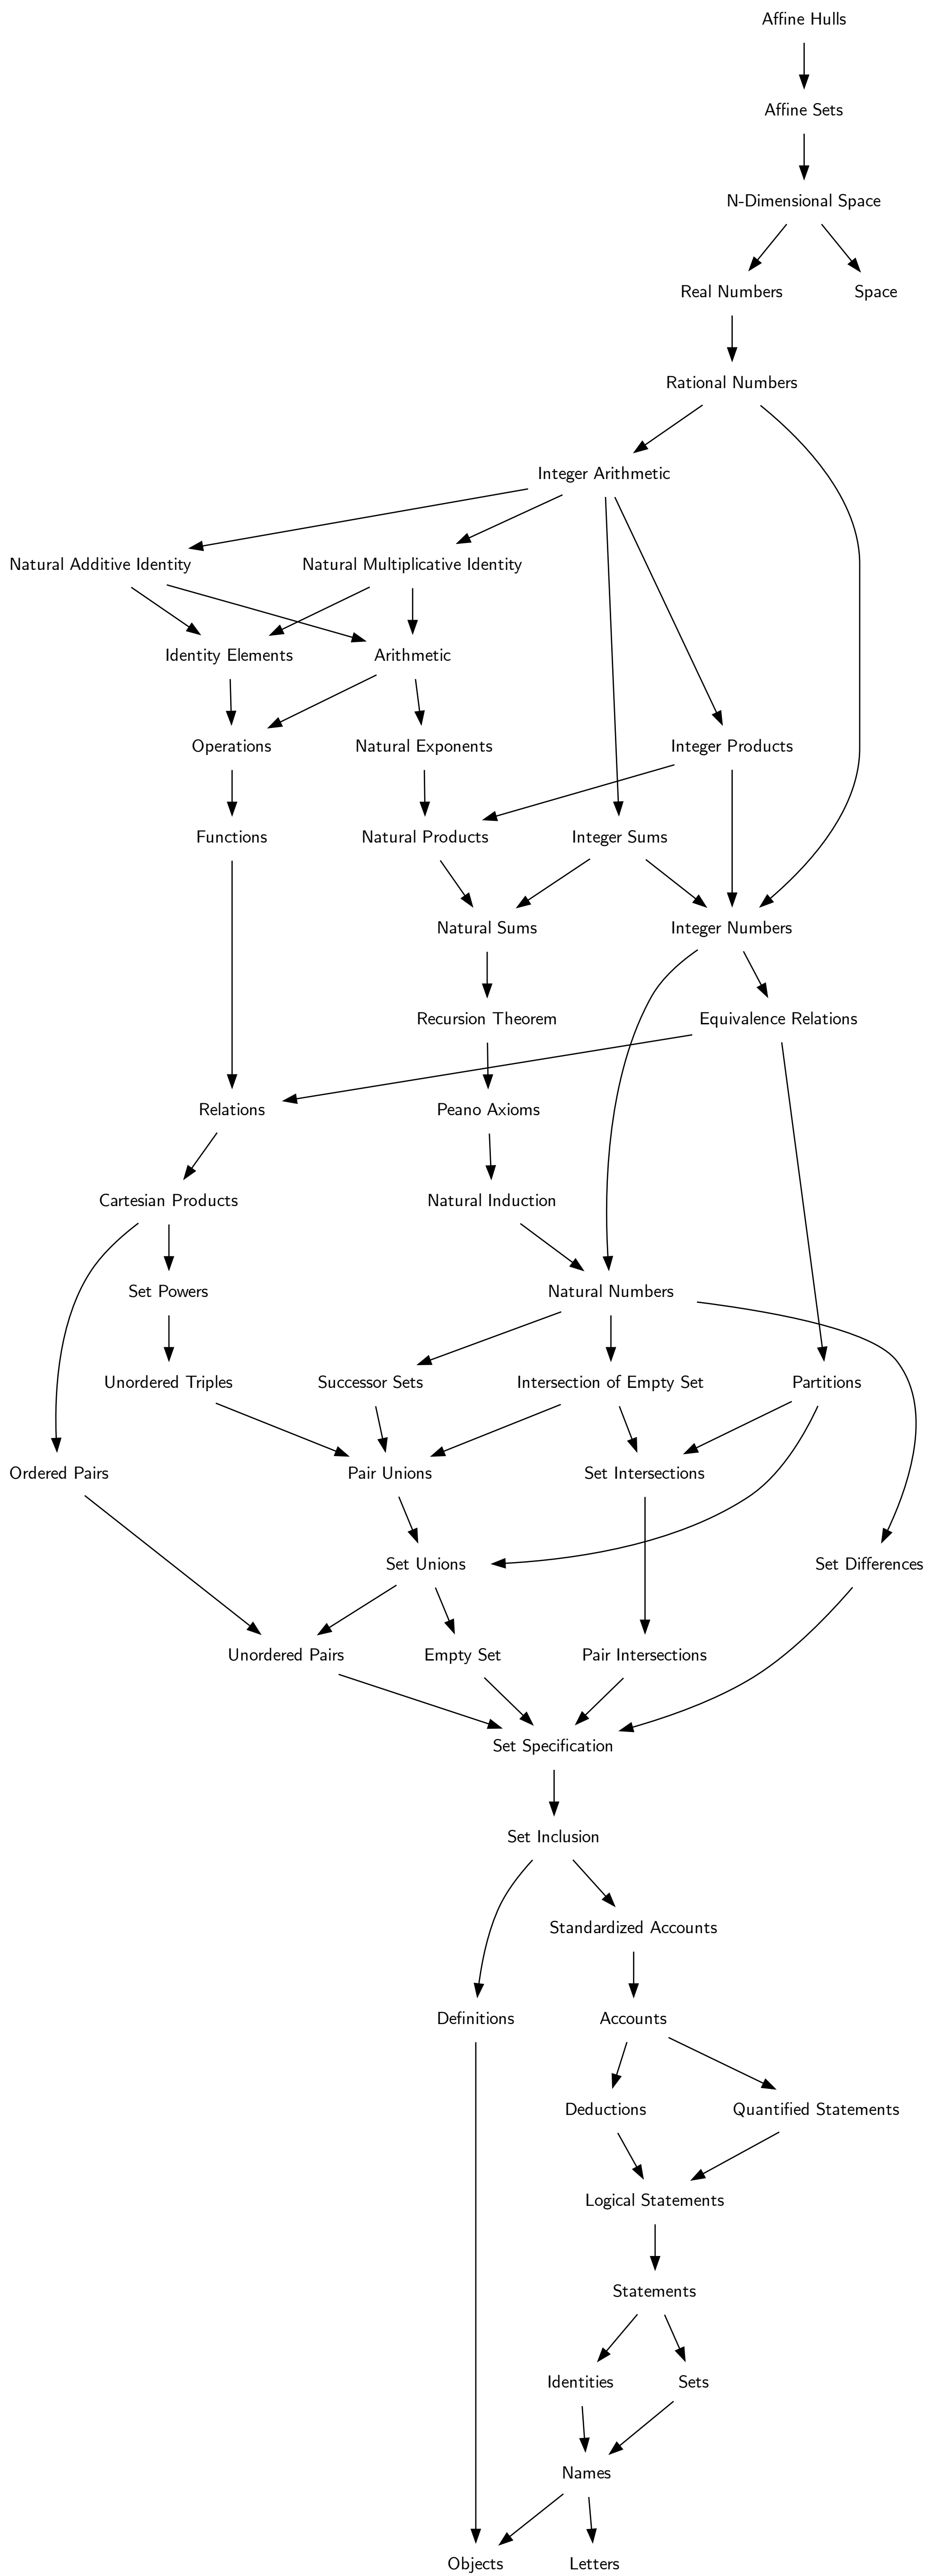 Affine Hulls
Affine Sets
N-Dimensional Space
Real Numbers
Space
Rational Numbers
Integer Arithmetic
Natural Additive Identity
Natural Multiplicative Identity
Identity Elements
Arithmetic
Operations
Natural Exponents
Integer Products
Functions
Natural Products
Integer Sums
Natural Sums
Integer Numbers
Recursion Theorem
Equivalence Relations
Relations
Peano Axioms
Cartesian Products
Natural Induction
Set Powers
Natural Numbers
Unordered Triples
Successor Sets
Intersection of Empty Set
Partitions
Ordered Pairs
Pair Unions
Set Intersections
Set Unions
Set Differences
Unordered Pairs
Empty Set
Pair Intersections
Set Specification
Set Inclusion
Standardized Accounts
Definitions
Accounts
Deductions
Quantified Statements
Logical Statements
Statements
Identities
Sets
Names
Objects
Letters